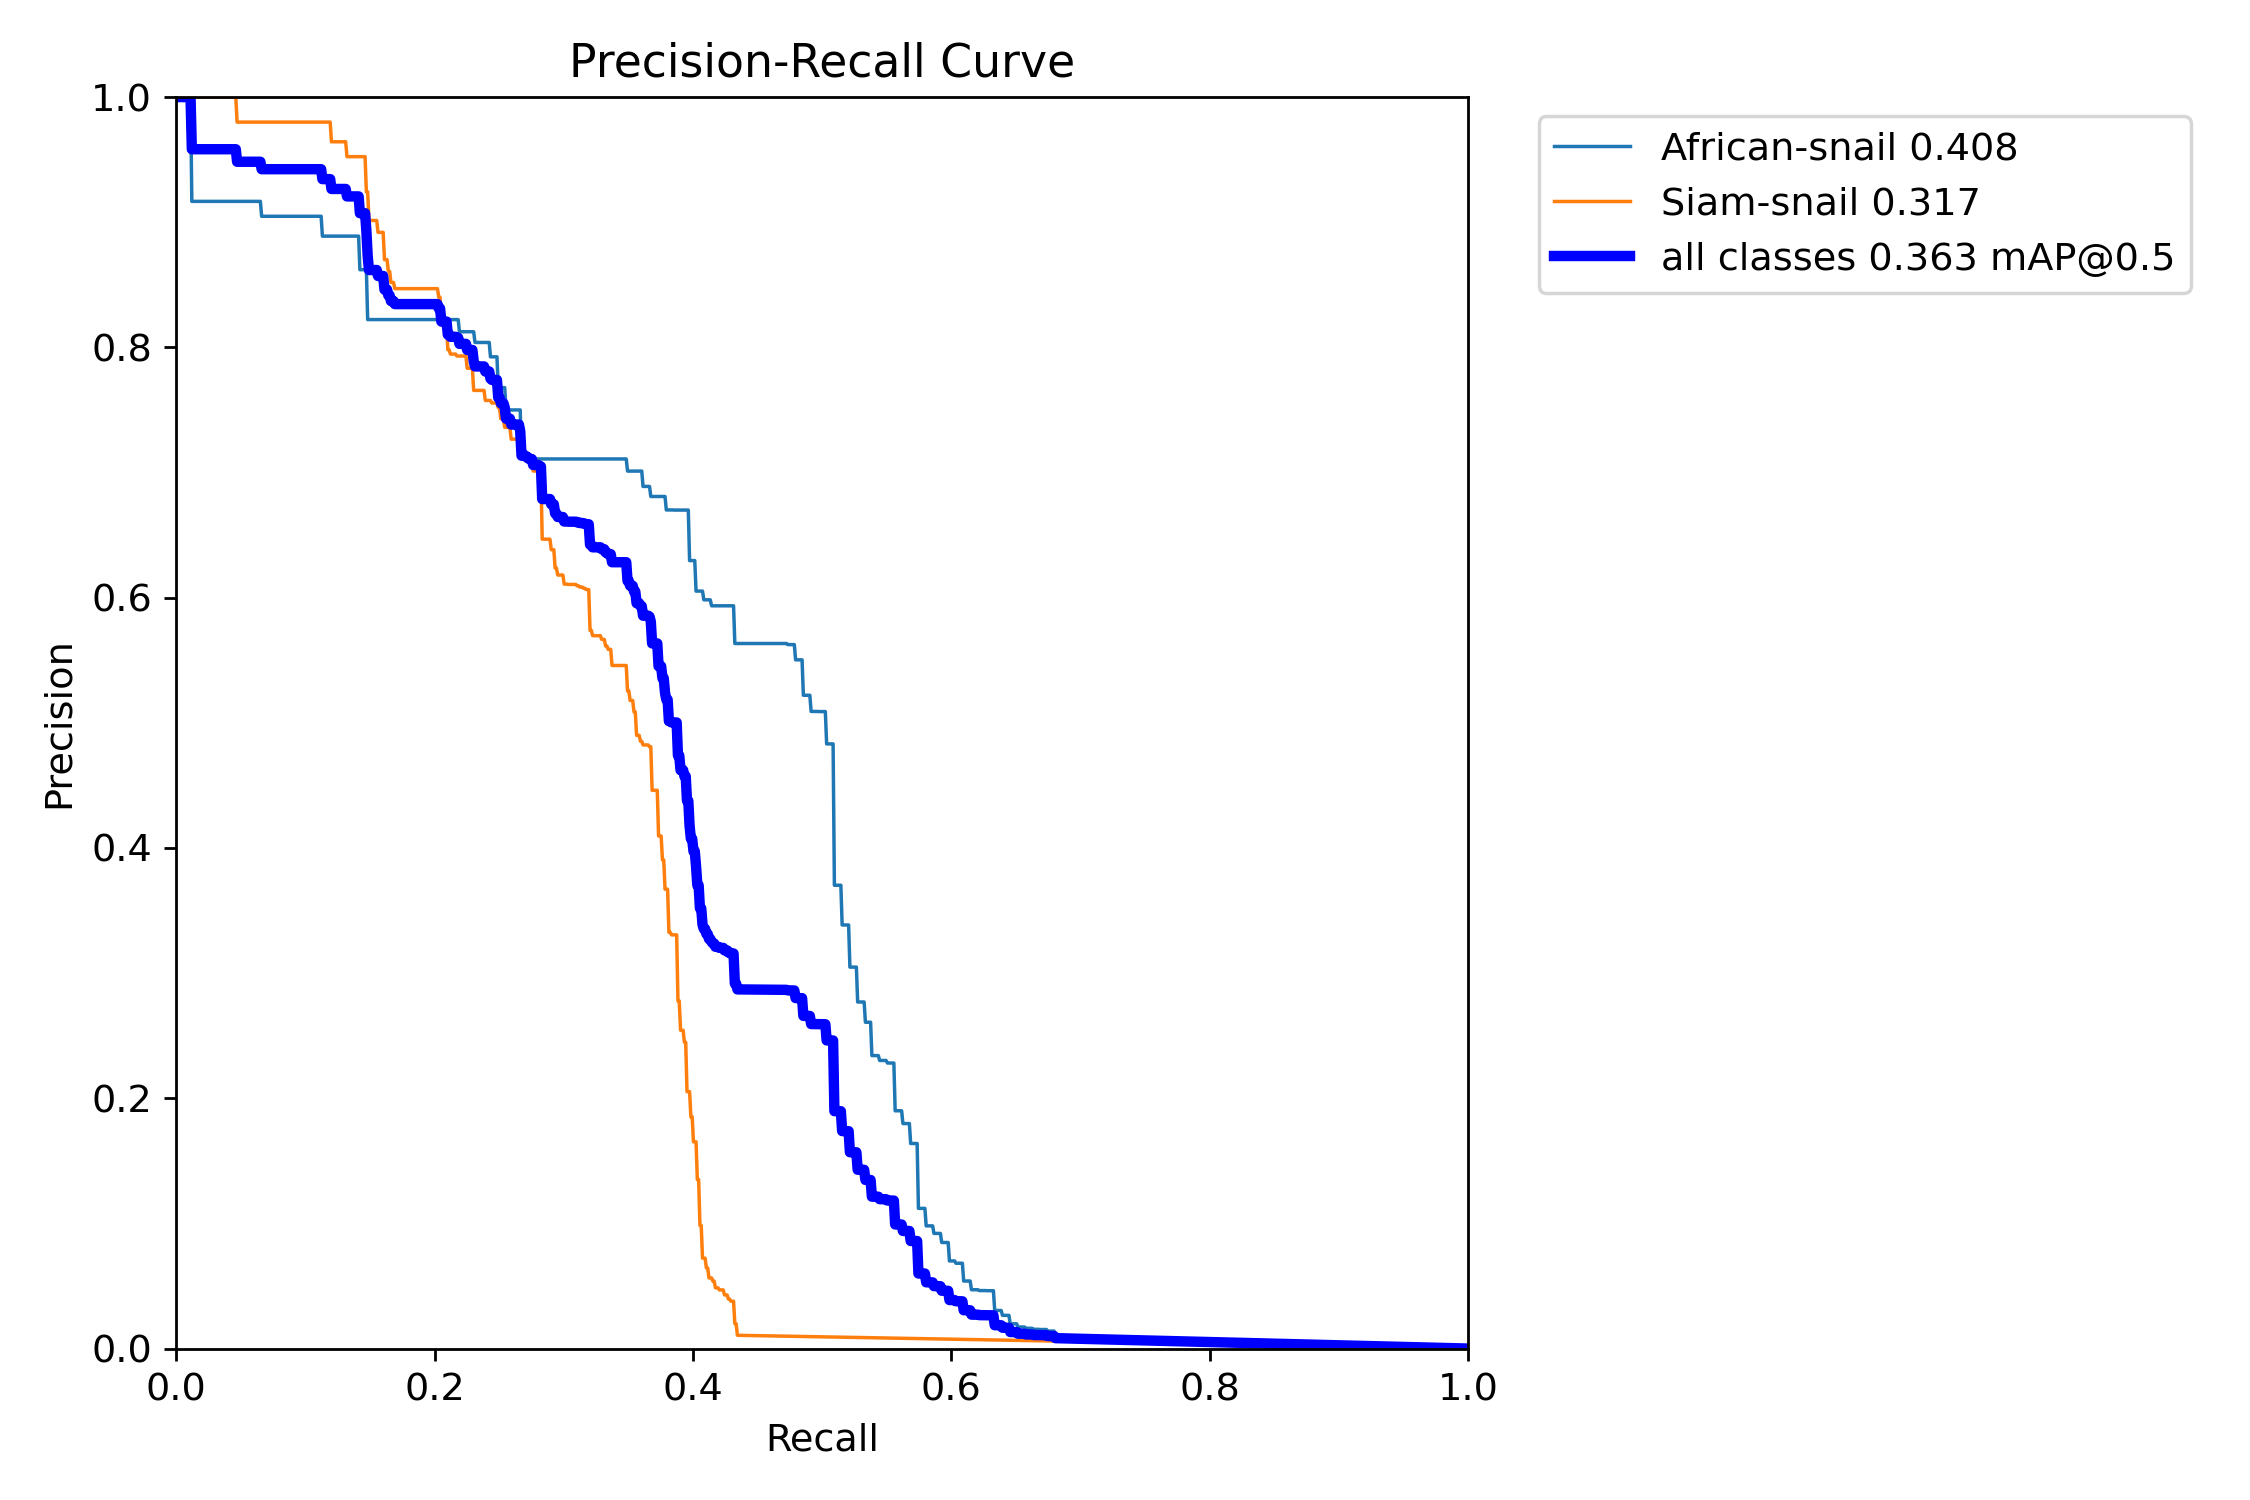 Precision-Recall Curve
African-snail 0.408
Siam-snail 0.317
all classes 0.363 mAP@0.5
Precision
1.0
0.8
0.6
0.4
0.2
0.0
0.0 0.2 0.4 0.6 0.8 1.0
Recall